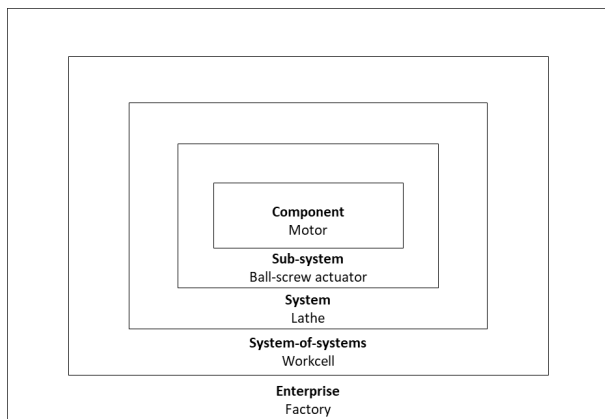 Component
Motor
Sub-system
Ball-screw actuator
System
Lathe
System-of-systems
Workcell
Enterprise
Factory